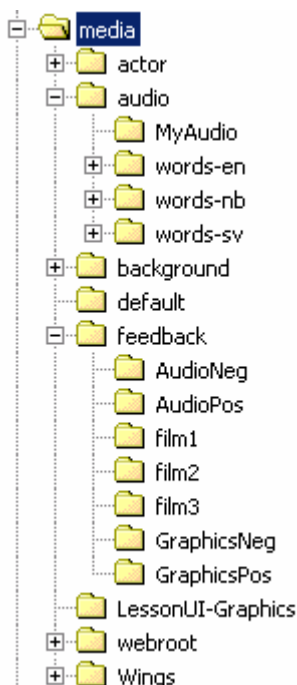 media
actor
audio
MyAudio
words-en
words-nb
words-sv
background
default
feedback
AudioNeg
AudioPos
film1
film2
film3
GraphicsNeg
GraphicsPos
LessonUI-Graphics
webroot
Wings